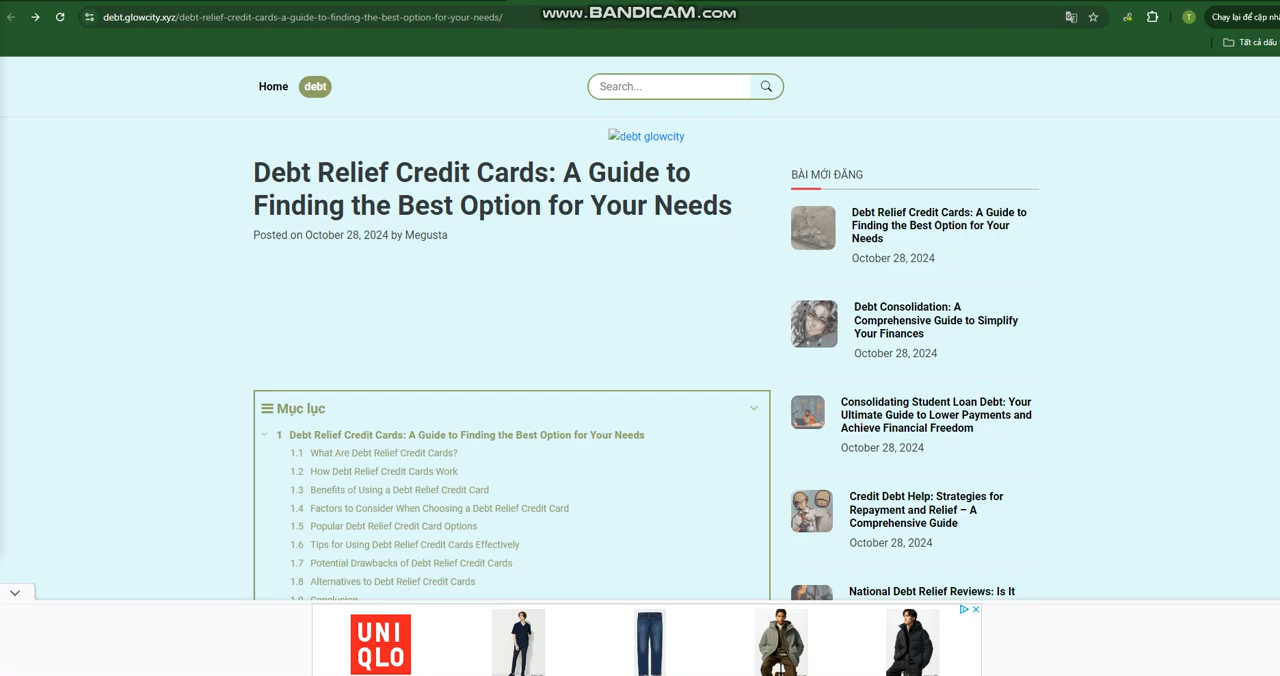 www.BANDICAM.com
debt.glowcity.xyz/debt-relief-credit-cards-a-guide-to-finding-the-best-option-for-your-needs/
T
Chạy lại để cập
Tất cả dấu
Home
debt
Search...
debt glowcity
Debt Relief Credit Cards: A Guide to
Finding the Best Option for Your Needs
Posted on October 28, 2024 by Megusta
Mục lục
1 Debt Relief Credit Cards: A Guide to Finding the Best Option for Your Needs
1.1 What Are Debt Relief Credit Cards?
1.2 How Debt Relief Credit Cards Work
1.3 Benefits of Using a Debt Relief Credit Card
1.4 Factors to Consider When Choosing a Debt Relief Credit Card
1.5 Popular Debt Relief Credit Card Options
1.6 Tips for Using Debt Relief Credit Cards Effectively
1.7 Potential Drawbacks of Debt Relief Credit Cards
1.8 Alternatives to Debt Relief Credit Cards
1.9 Conclusion
BÀI MỚI ĐĂNG
Debt Relief Credit Cards: A Guide to
Finding the Best Option for Your
Needs
October 28, 2024
Debt Consolidation: A
Comprehensive Guide to Simplify
Your Finances
October 28, 2024
Consolidating Student Loan Debt: Your
Ultimate Guide to Lower Payments and
Achieve Financial Freedom
October 28, 2024
Credit Debt Help: Strategies for
Repayment and Relief – A
Comprehensive Guide
October 28, 2024
National Debt Relief Reviews: Is It
UNI
QLO